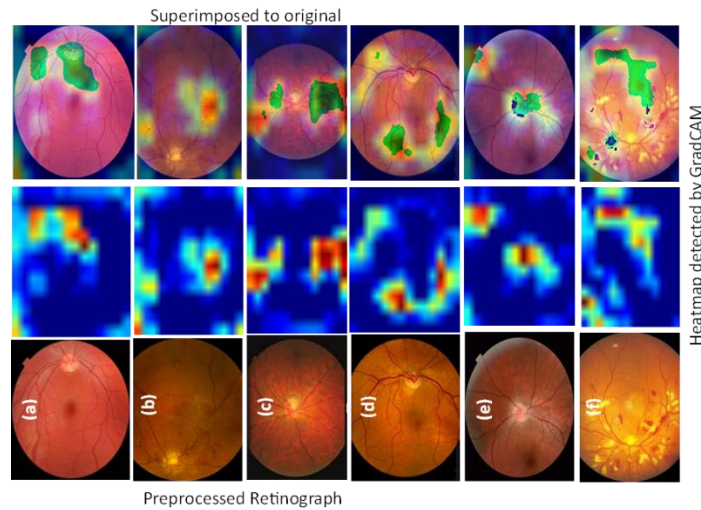 Superimposed to original
Heatmap detected by GradCAM
(a)
(b)
(c)
(d)
(e)
(f)
Preprocessed Retinograph